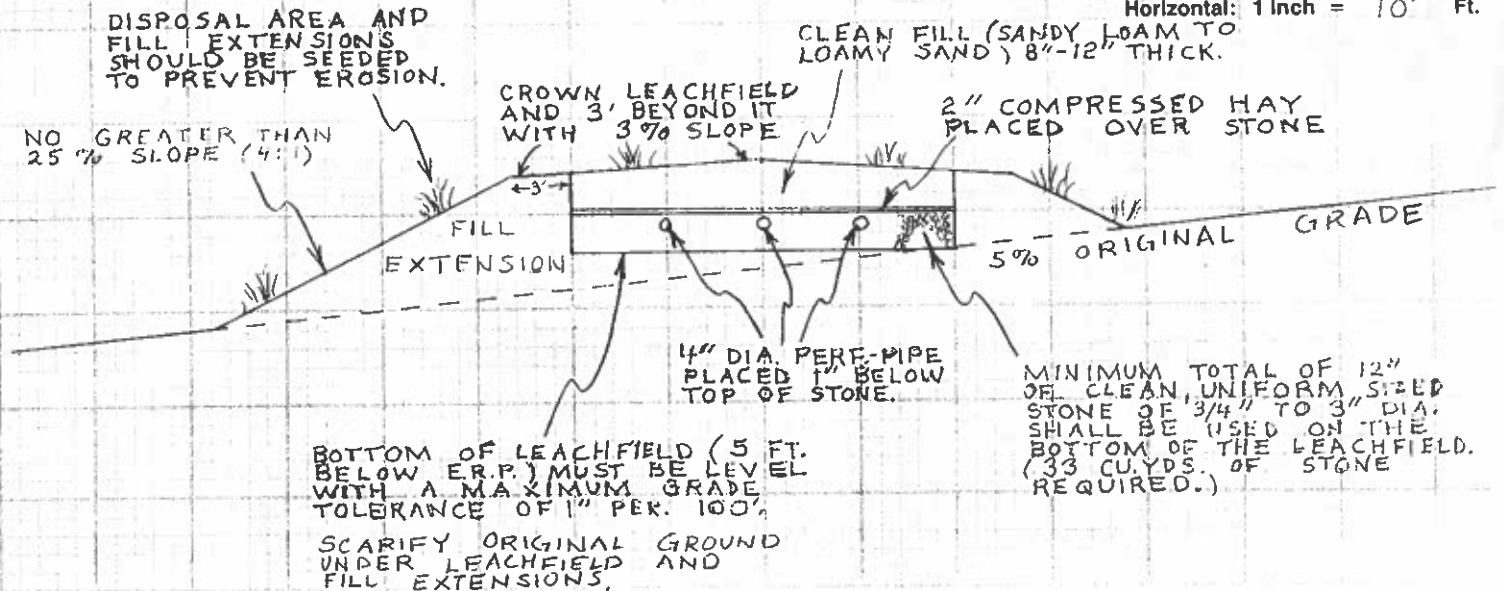 Horizontal: 1 Inch = 10' Ft.
DISPOSAL AREA AND
FILL EXTENSIONS
SHOULD BE SEEDED
TO PREVENT EROSION.
CLEAN FILL (SANDY LOAM TO
LOAMY SAND) 8"-12" THICK.
CROWN LEACHFIELD
AND 3' BEYOND IT
WITH 3% SLOPE
2" COMPRESSED HAY
PLACED OVER STONE
NO GREATER THAN
25% SLOPE (4:1)
3'
FILL
EXTENSION
5% ORIGINAL GRADE
4" DIA. PERF.-PIPE
PLACED 1" BELOW
TOP OF STONE.
MINIMUM TOTAL OF 12"
OF CLEAN, UNIFORM SIZED
STONE OF 3/4" TO 3" DIA.
SHALL BE USED ON THE
BOTTOM OF THE LEACHFIELD.
(33 CU.YDS. OF STONE
REQUIRED.)
BOTTOM OF LEACHFIELD (5 FT.
BELOW E.R.P.) MUST BE LEVEL
WITH A MAXIMUM GRADE
TOLERANCE OF 1" PER. 100'.
SCARIFY ORIGINAL GROUND
UNDER LEACHFIELD AND
FILL EXTENSIONS.